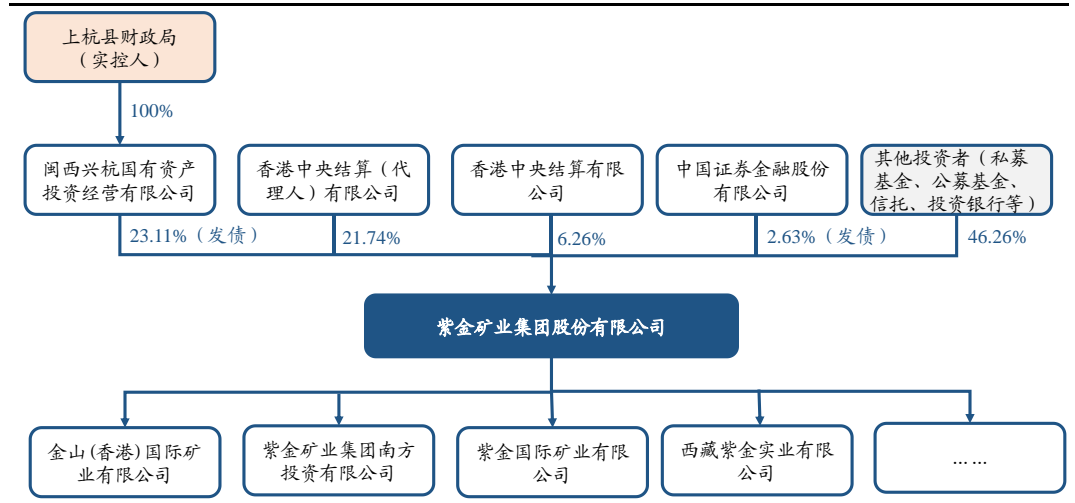 上杭县财政局
（实控人）
100%
闽西兴杭国有资产
投资经营有限公司
香港中央结算（代
理人）有限公司
香港中央结算有限
公司
中国证券金融股份
有限公司
其他投资者（私募
基金、公募基金、
信托、投资银行等）
23.11%（发债）
21.74%
6.26%
2.63%（发债）
46.26%
紫金矿业集团股份有限公司
金山(香港)国际矿
业有限公司
紫金矿业集团南方
投资有限公司
紫金国际矿业有限
公司
西藏紫金实业有限
公司
……